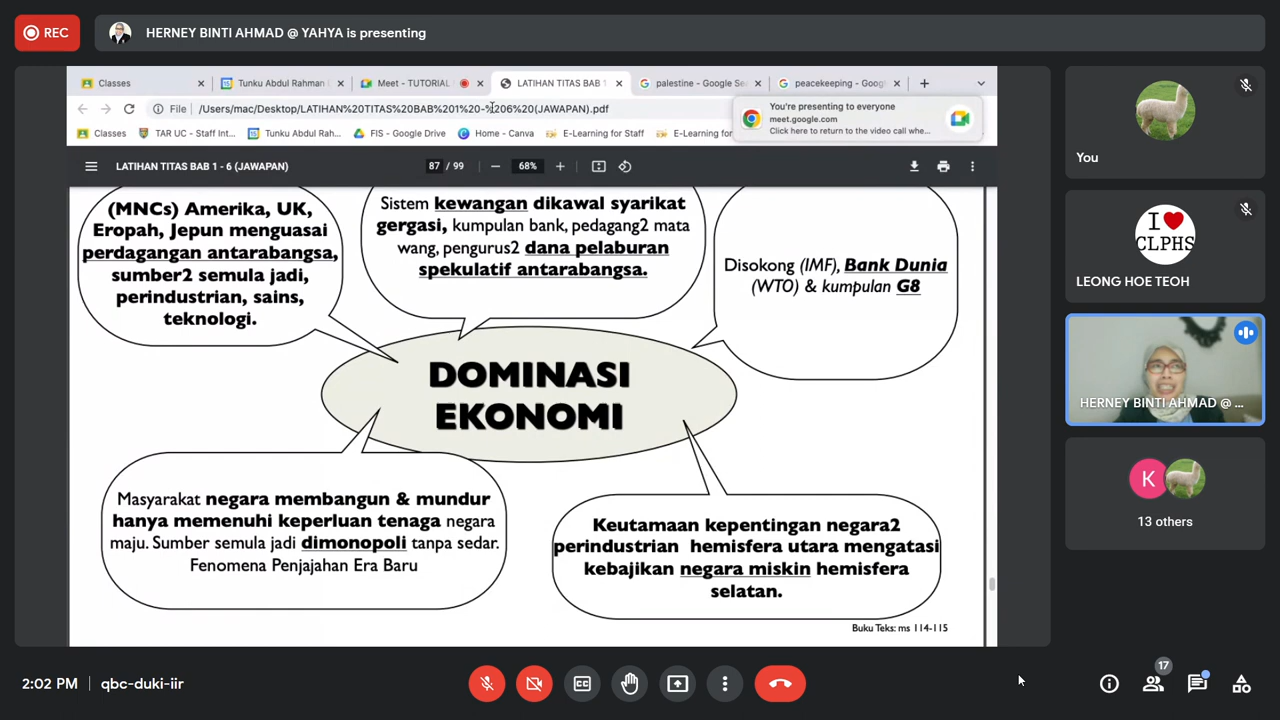 REC
HERNEY BINTI AHMAD @ YAHYA is presenting
Classes
Tunku Abdul Rahman
Meet - TUTORIAL
LATIHAN TITAS BAB 1
palestine - Google Se
peacekeeping - Goog
File
/Users/mac/Desktop/LATIHAN%20TITAS%20BAB%201%20-%206%20(JAWAPAN).pdf
You're presenting to everyone
meet.google.com
Click here to return to the video call whe...
Classes
TAR UC - Staff Int...
Tunku Abdul Rah...
FIS - Google Drive
Home - Canva
E-Learning for Staff
E-Learning for
LATIHAN TITAS BAB 1 - 6 (JAWAPAN)
87 / 99
68%
(MNCs) Amerika, UK,
Eropah, Jepun menguasai
perdagangan antarabangsa,
sumber2 semula jadi,
perindustrian, sains,
teknologi.
Sistem kewangan dikawal syarikat
gergasi, kumpulan bank, pedagang2 mata
wang, pengurus2 dana pelaburan
spekulatif antarabangsa.
Disokong (IMF), Bank Dunia
(WTO) & kumpulan G8
DOMINASI
EKONOMI
Masyarakat negara membangun & mundur
hanya memenuhi keperluan tenaga negara
maju. Sumber semula jadi dimonopoli tanpa sedar.
Fenomena Penjajahan Era Baru
Keutamaan kepentingan negara2
perindustrian hemisfera utara mengatasi
kebajikan negara miskin hemisfera
selatan.
Buku Teks: ms 114-115
You
I
CLPHS
LEONG HOE TEOH
HERNEY BINTI AHMAD @ ...
K
13 others
2:02 PM
qbc-duki-iir
17